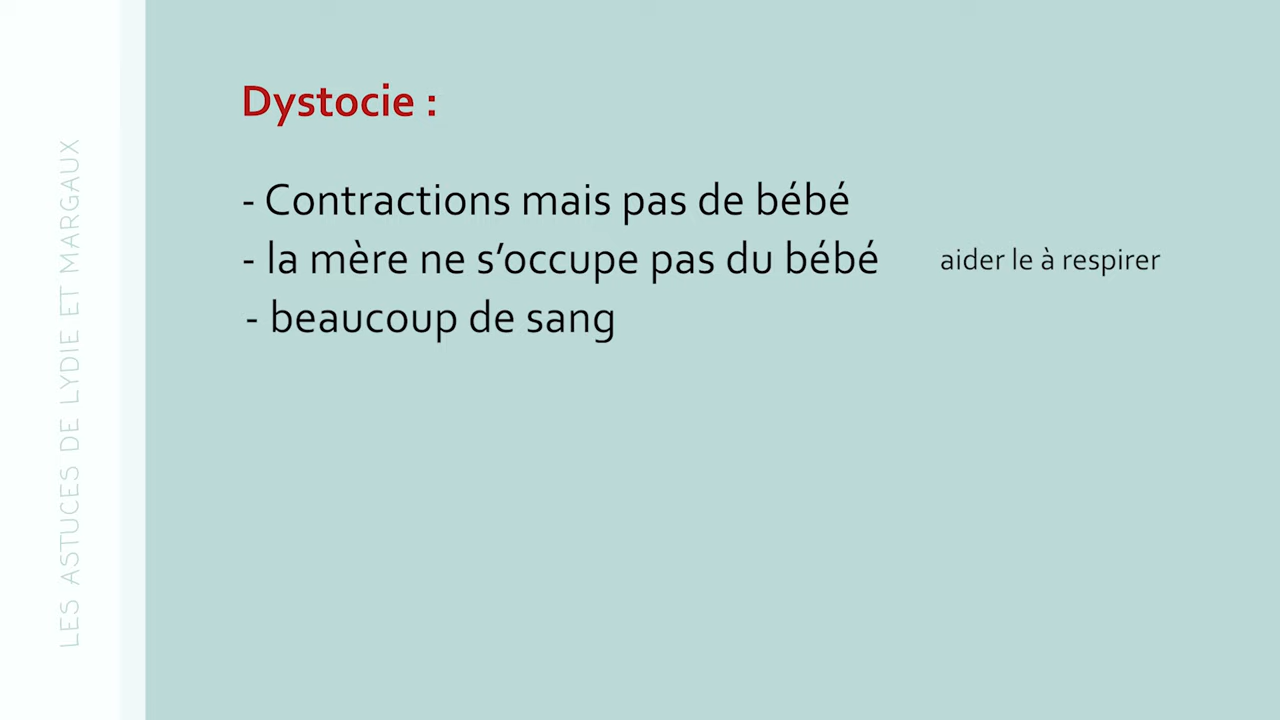 LES ASTUCES DE LYDIE ET MARGAUX
Dystocie :
- Contractions mais pas de bébé
- la mère ne s’occupe pas du bébé aider le à respirer
- beaucoup de sang